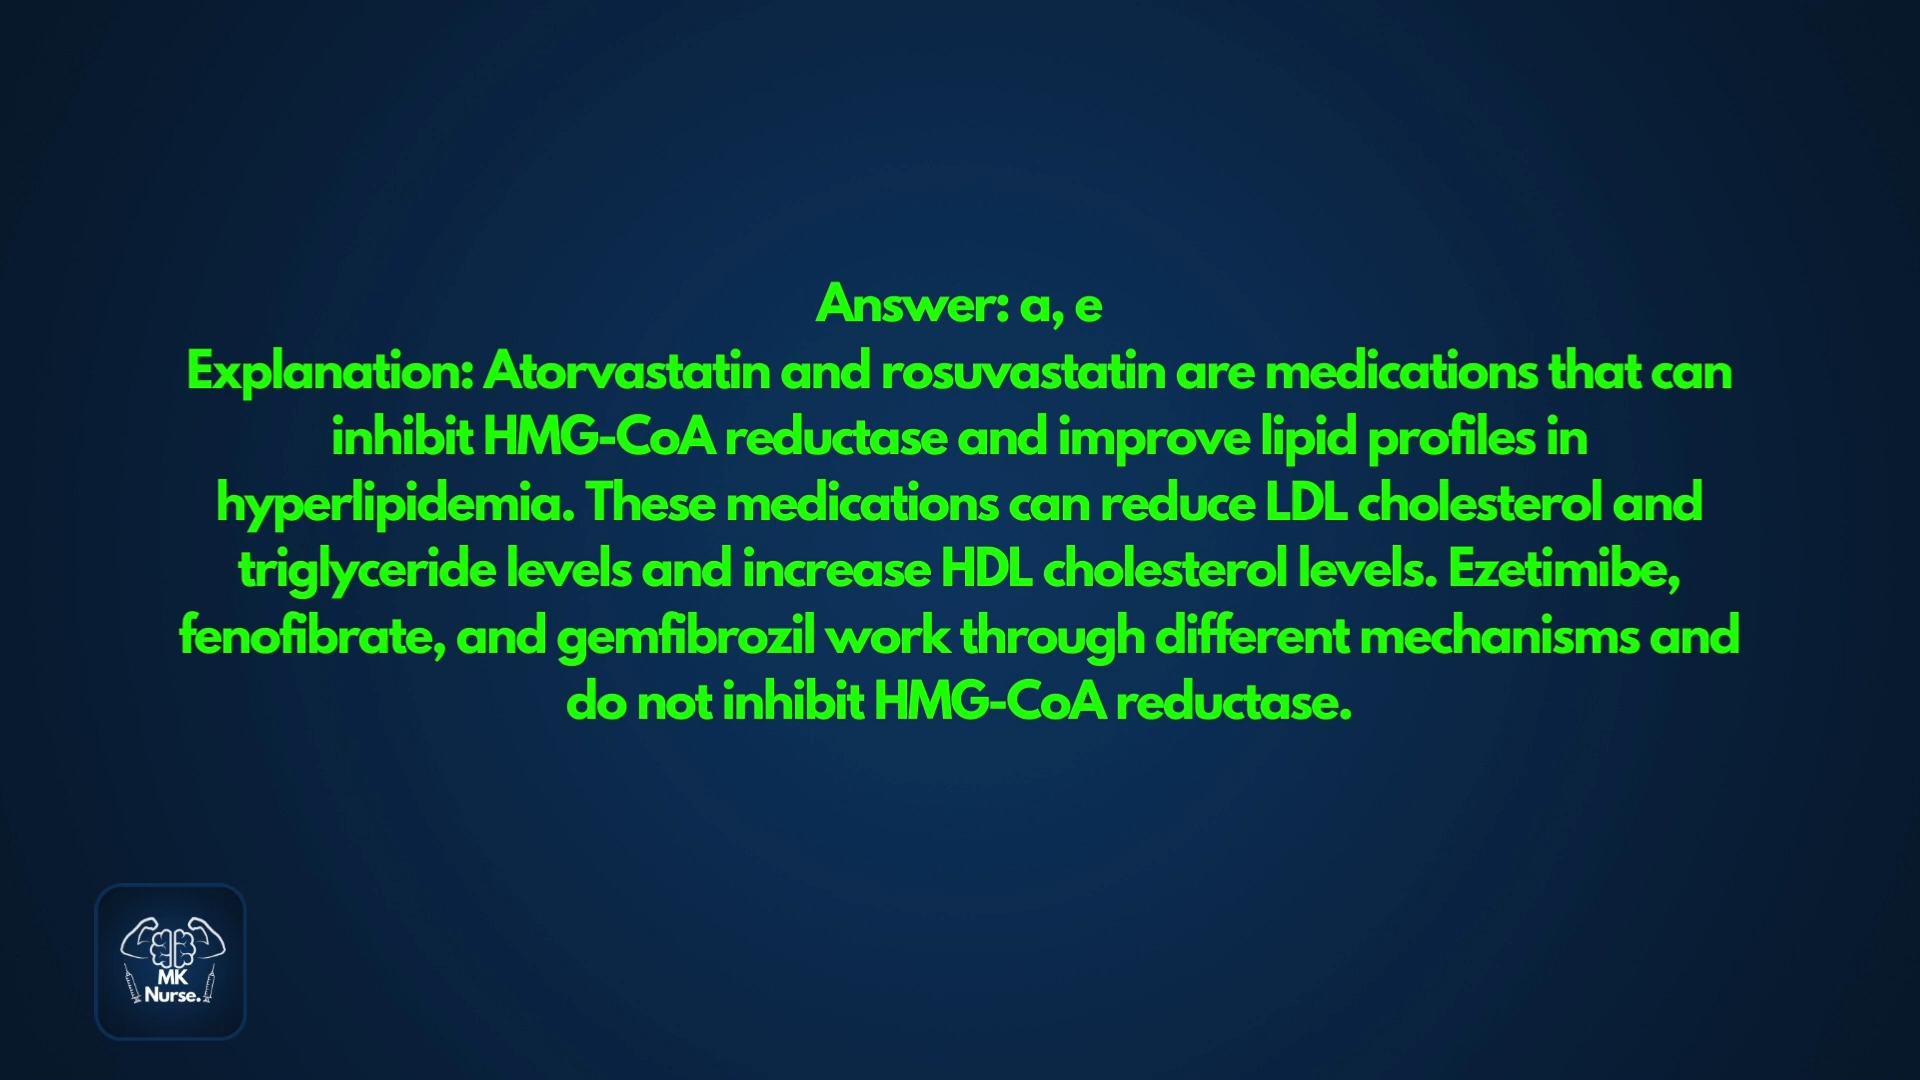 Answer: a, e
Explanation: Atorvastatin and rosuvastatin are medications that can
inhibit HMG-CoA reductase and improve lipid profiles in
hyperlipidemia. These medications can reduce LDL cholesterol and
triglyceride levels and increase HDL cholesterol levels. Ezetimibe,
fenofibrate, and gemfibrozil work through different mechanisms and
do not inhibit HMG-CoA reductase.
MK
Nurse.